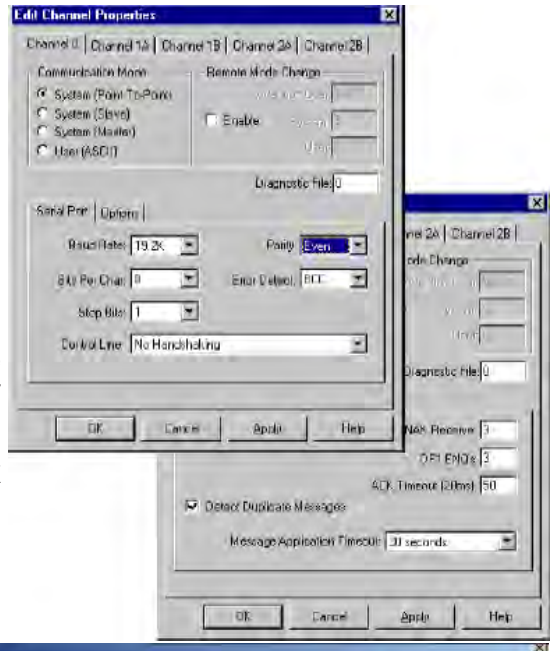 Edit Channel Properties
Channel 0 Channel 1A Channel 1B Channel 2A Channel 2B
Communication Mode
System (Point-To-Point)
System (Slave)
System (Master)
User (ASCII)
Remote Mode Change
Enable
Diagnostic File: 0
Serial Port Options
Baud Rate: 19.2K
Parity: Even
Bits Per Char: 8
Error Detect: BCC
Stop Bits: 1
Control Line: No Handshaking
OK Cancel Apply Help
nel 2A Channel 2B
ode Change
Diagnostic File: 0
NAK Receive: 3
DF1 ENQs: 3
ACK Timeout (20ms): 50
Detect Duplicate Messages
Message Application Timeout: 30 seconds
OK Cancel Apply Help